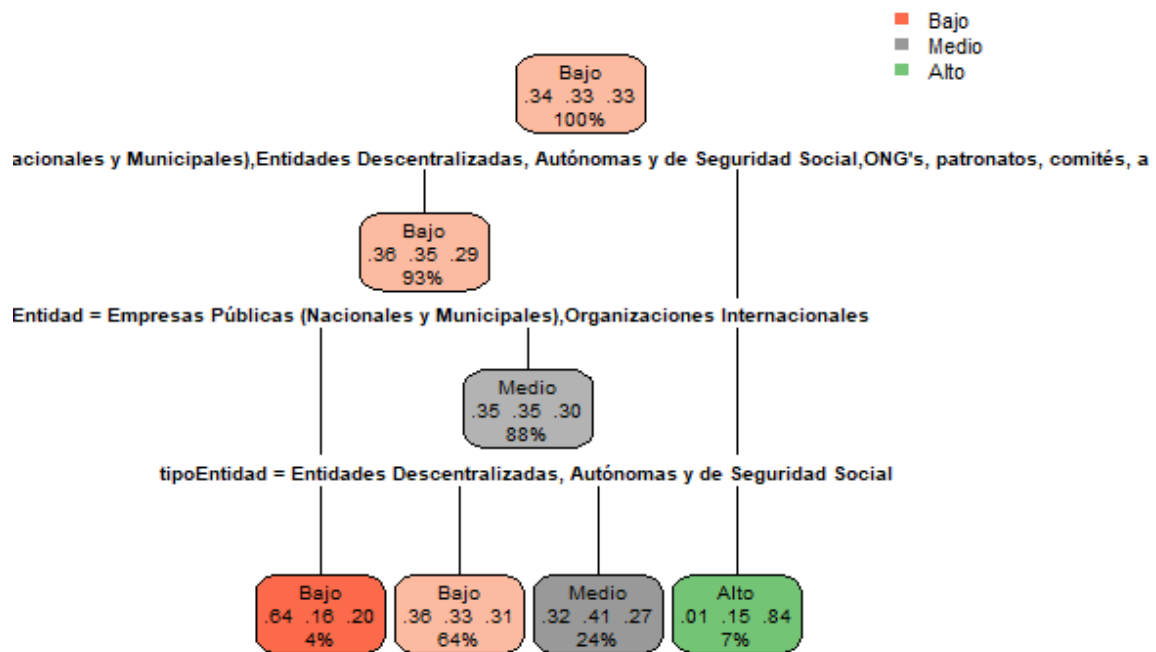 Bajo
Medio
Alto
Bajo
.34 .33 .33
100%
acionales y Municipales),Entidades Descentralizadas, Autónomas y de Seguridad Social,ONG's, patronatos, comités, a
Bajo
.36 .35 .29
93%
Entidad = Empresas Públicas (Nacionales y Municipales),Organizaciones Internacionales
Medio
.35 .35 .30
88%
tipoEntidad = Entidades Descentralizadas, Autónomas y de Seguridad Social
Bajo
.64 .16 .20
4%
Bajo
.36 .33 .31
64%
Medio
.32 .41 .27
24%
Alto
.01 .15 .84
7%